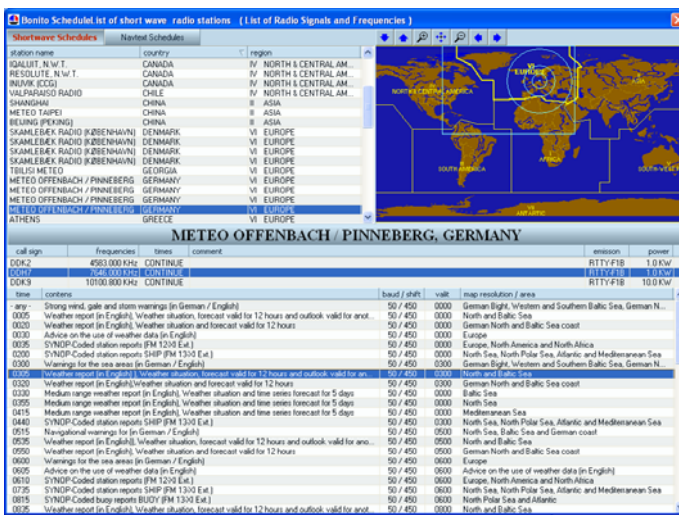 Bonito ScheduleList of short wave radio stations ( List of Radio Signals and Frequencies )
Shortwave Schedules Navtext Schedules
station name country region
IQALUIT, N.W.T. CANADA IV NORTH & CENTRAL AM...
RESOLUTE, N.W.T. CANADA IV NORTH & CENTRAL AM...
INUVIK (CCG) CANADA IV NORTH & CENTRAL AM...
VALPARAISO RADIO CHILE IV NORTH & CENTRAL AM...
SHANGHAI CHINA II ASIA
METEO TAIPEI CHINA II ASIA
BEIJING (PEKING) CHINA II ASIA
SKAMLEBÆK RADIO (KØBENHAVN) DENMARK VI EUROPE
SKAMLEBÆK RADIO (KØBENHAVN) DENMARK VI EUROPE
SKAMLEBÆK RADIO (KØBENHAVN) DENMARK VI EUROPE
SKAMLEBÆK RADIO (KØBENHAVN) DENMARK VI EUROPE
TBILISI METEO GEORGIA VI EUROPE
METEO OFFENBACH / PINNEBERG GERMANY VI EUROPE
METEO OFFENBACH / PINNEBERG GERMANY VI EUROPE
METEO OFFENBACH / PINNEBERG GERMANY VI EUROPE
ATHENS GREECE VI EUROPE
VI
EUROPE
NORTH & CENTRAL AMERICA
II
ASIA
III
SOUTH AMERICA
I
AFRICA
SOUTH-WEST
VII
ANTARTIC
METEO OFFENBACH / PINNEBERG, GERMANY
call sign frequencies times comment emisson power
DDK2 4583.000 KHz CONTINUE RTTY-F1B 1.0 KW
DDH7 7646.000 KHz CONTINUE RTTY-F1B 1.0 KW
DDK9 10100.800 KHz CONTINUE RTTY-F1B 10.0 KW
time contens baud / shift valit map resolution / area
- any - Strong wind, gale and storm warnings (in German / English) 50 / 450 0000 German Bight, Western and Southern Baltic Sea, German N...
0005 Weather report (in English), Weather situation, forecast valid for 12 hours and outlook valid for anot... 50 / 450 0000 North and Baltic Sea
0020 Weather report (in English), Weather situation and forecast valid for 12 hours 50 / 450 0000 German North and Baltic Sea coast
0030 Advice on the use of weather data (in English) 50 / 450 0000 Europe
0035 SYNOP-Coded station reports (FM 12-XI Ext.) 50 / 450 0000 Europe, North America and North Africa
0200 SYNOP-Coded station reports SHIP (FM 13-XI Ext.) 50 / 450 0000 North Sea, North Polar Sea, Atlantic and Mediterranean Sea
0300 Warnings for the sea areas (in German / English) 50 / 450 0300 German Bight, Western and Southern Baltic Sea, German N...
0305 Weather report (in English) ), Weather situation, forecast valid for 12 hours and outlook valid for an... 50 / 450 0300 North and Baltic Sea
0320 Weather report (in English),Weather situation and forecast valid for 12 hours 50 / 450 0300 German North and Baltic Sea coast
0330 Medium range weather report (in English), Weather situation and time series forecast for 5 days 50 / 450 0000 Baltic Sea
0355 Medium range weather report (in English), Weather situation and time series forecast for 5 days 50 / 450 0000 North Sea
0415 Medium range weather report (in English), Weather situation and time series forecast for 5 days 50 / 450 0000 Mediterranean Sea
0440 SYNOP-Coded station reports SHIP (FM 13-XI Ext.) 50 / 450 0300 North Sea, North Polar Sea, Atlantic and Mediterranean Sea
0515 Navigational warnings for (in German / English) 50 / 450 0500 North Sea, Baltic Sea and German coast
0535 Weather report (in English), Weather situation, forecast valid for 12 hours and outlook valid for ano... 50 / 450 0500 North and Baltic Sea
0550 Weather report (in English), Weather situation and forecast valid for 12 hours 50 / 450 0500 German North and Baltic Sea coast
0600 Warnings for the sea areas (in German / English) 50 / 450 0600 Europe
0605 Advice on the use of weather data (in English) 50 / 450 0600 Advice on the use of weather data (in English)
0610 SYNOP-Coded station reports (FM 12-XI Ext.) 50 / 450 0600 Europe, North America and North Africa
0735 SYNOP-Coded station reports SHIP (FM 13-XI Ext.) 50 / 450 0600 North Sea, North Polar Sea, Atlantic and Mediterranean Sea
0815 SYNOP-Coded buoy reports BUOY (FM 13-XI Ext.) 50 / 450 0600 North Polar Sea and Atlantic
0835 Weather report (in English), Weather situation, forecast valid for 12 hours and outlook valid for anot... 50 / 450 0600 North and Baltic Sea